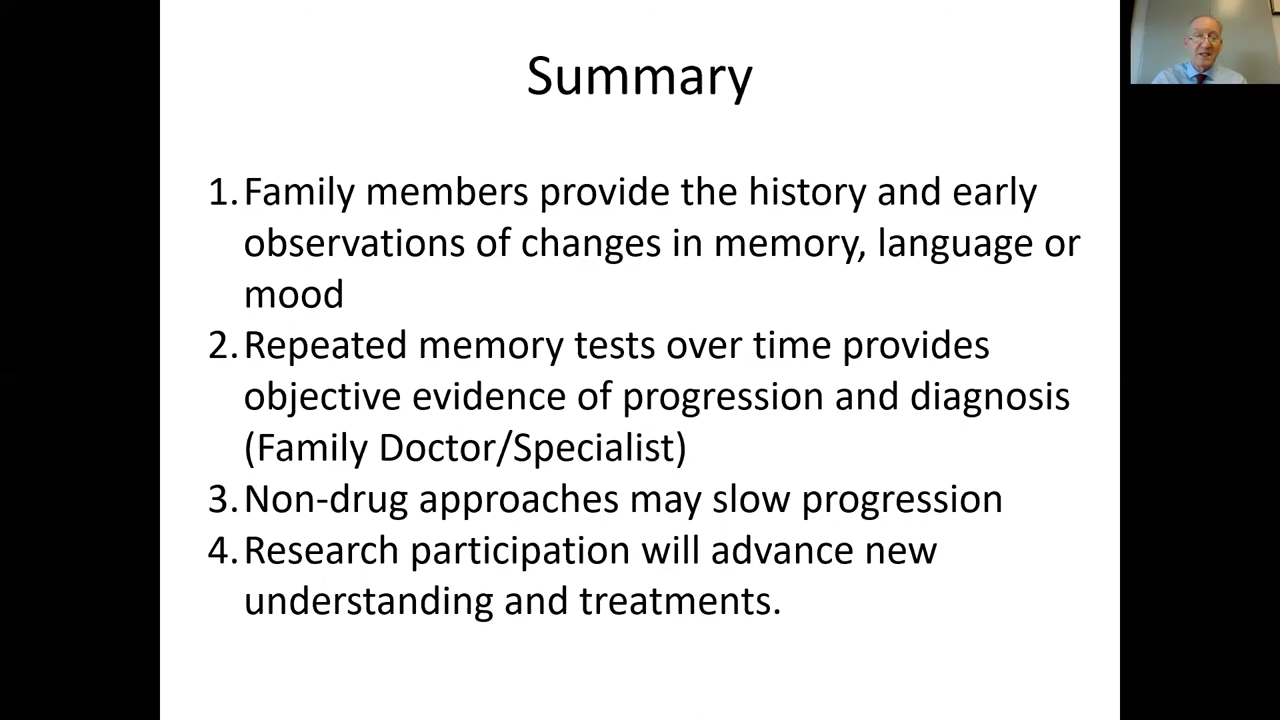 Summary
1. Family members provide the history and early
observations of changes in memory, language or
mood
2. Repeated memory tests over time provides
objective evidence of progression and diagnosis
(Family Doctor/Specialist)
3. Non-drug approaches may slow progression
4. Research participation will advance new
understanding and treatments.